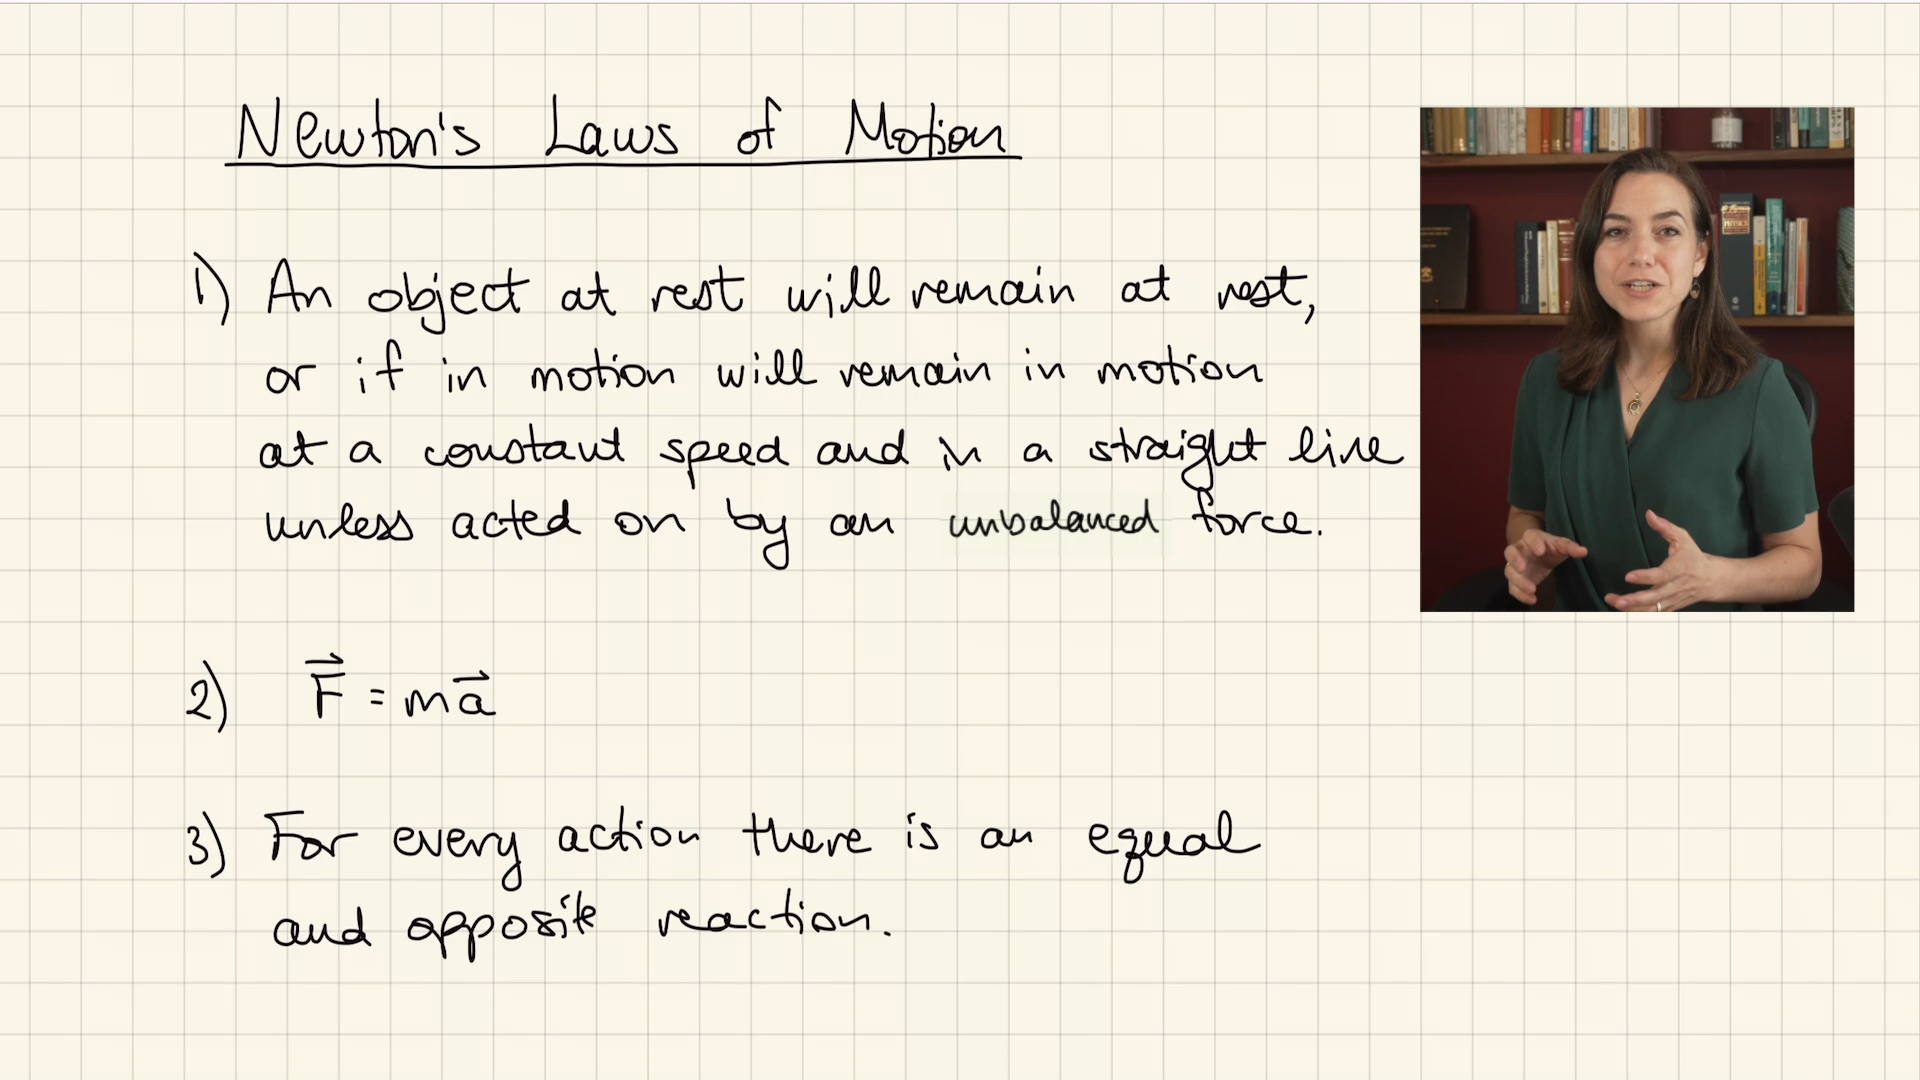 Newton's Laws of Motion
1) An object at rest will remain at rest,
or if in motion will remain in motion
at a constant speed and in a straight line
unless acted on by an unbalanced force.
2) F⃗ = ma⃗
3) For every action there is an equal
and opposite reaction.
PHYSICS